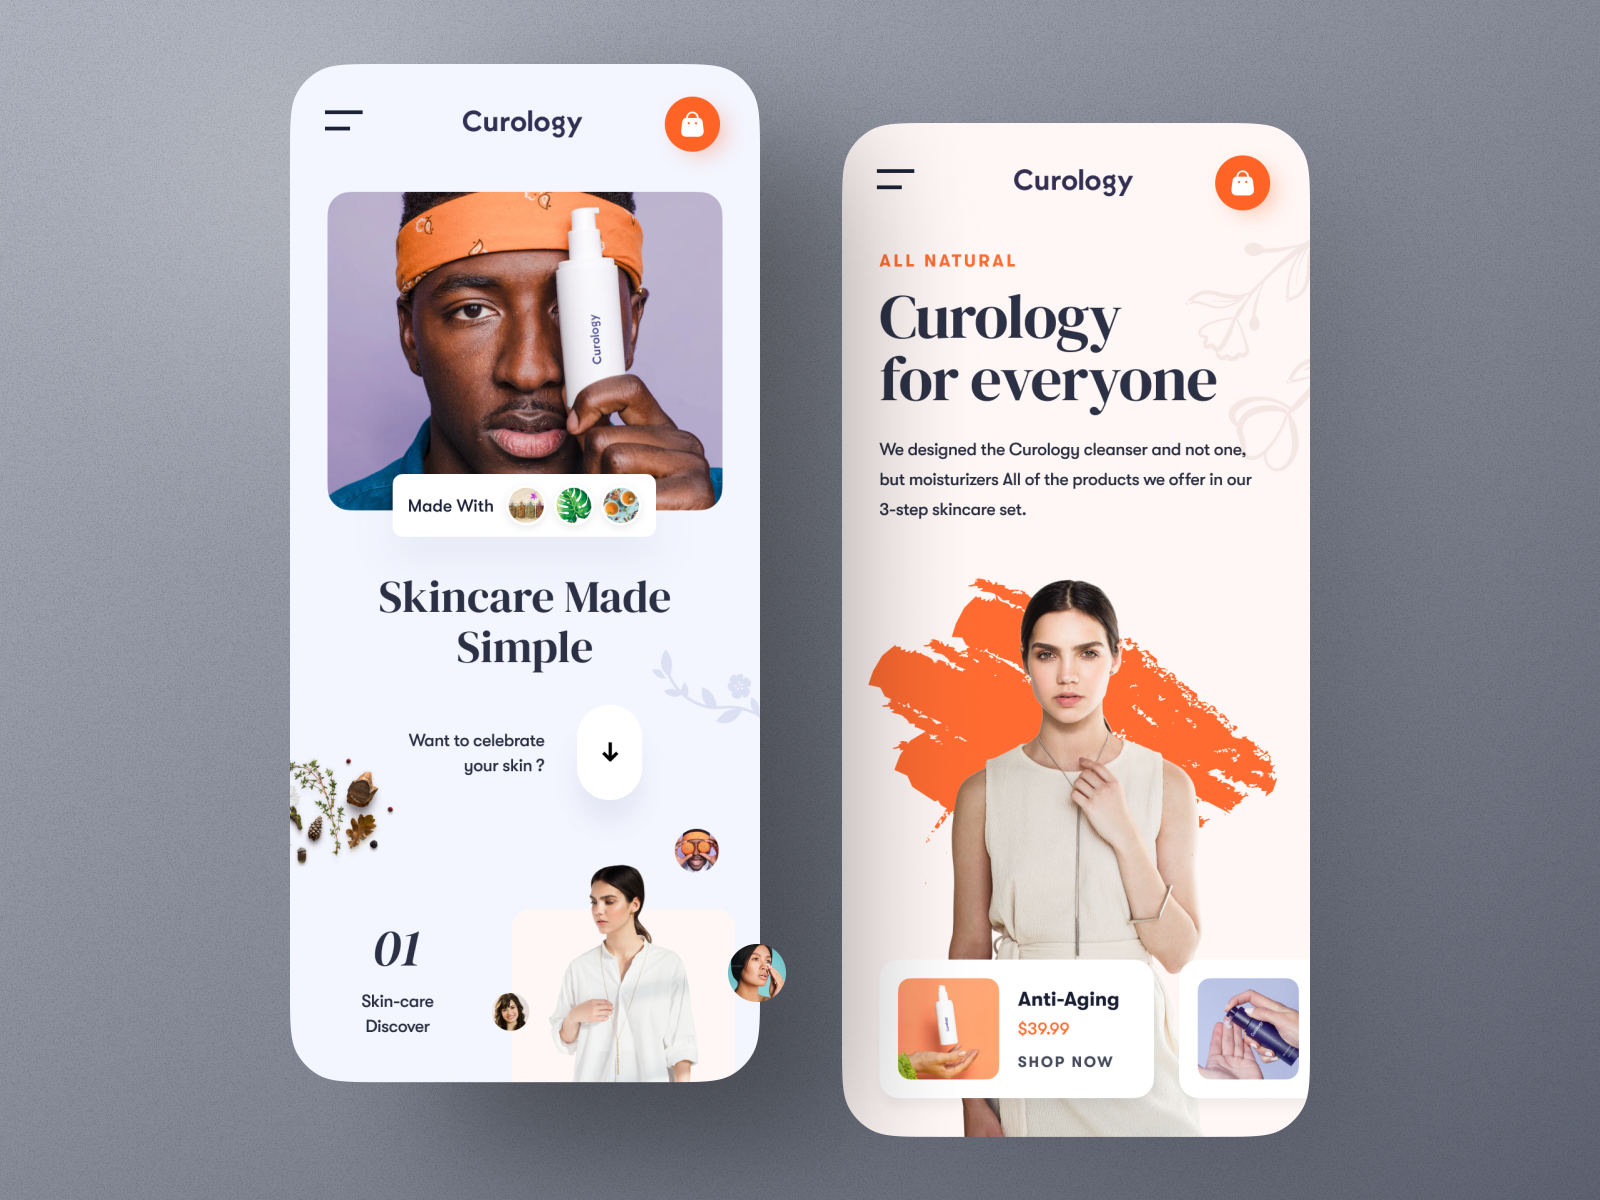 Curology
Curology
Made With
Skincare Made
Simple
Want to celebrate
your skin ?
01
Skin-care
Discover
Curology
ALL NATURAL
Curology
for everyone
We designed the Curology cleanser and not one,
but moisturizers All of the products we offer in our
3-step skincare set.
Anti-Aging
$39.99
SHOP NOW